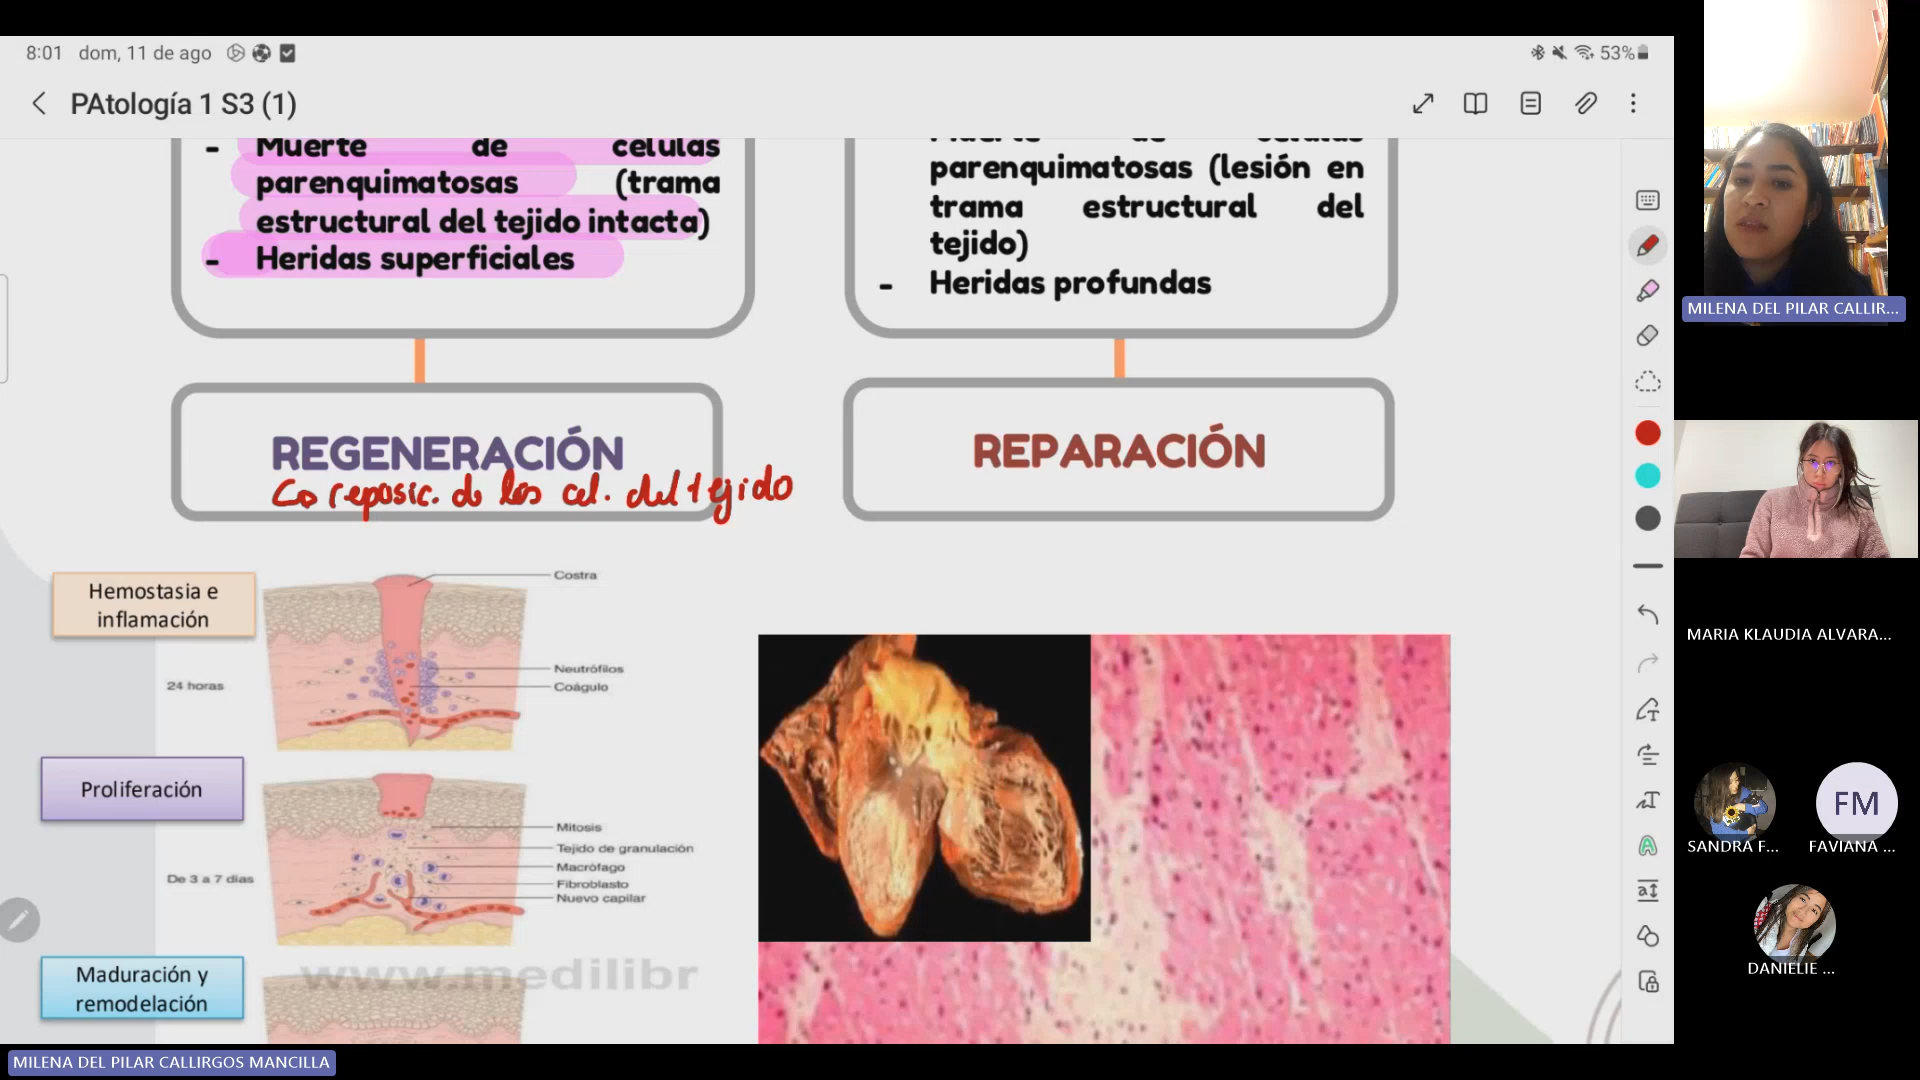 8:01 dom, 11 de ago
53%
PAtología 1 S3 (1)
- Muerte de células
parenquimatosas (trama
estructural del tejido intacta)
- Heridas superficiales
parenquimatosas (lesión en
trama estructural del
tejido)
- Heridas profundas
REGENERACIÓN
reposic. de las cel. del tejido
REPARACIÓN
Hemostasia e
inflamación
24 horas
Costra
Neutrófilos
Coágulo
Proliferación
De 3 a 7 días
Mitosis
Tejido de granulación
Macrófago
Fibroblasto
Nuevo capilar
Maduración y
remodelación
www.medilibr
MILENA DEL PILAR CALLIR...
MARIA KLAUDIA ALVARA...
FM
SANDRA F...
FAVIANA ...
DANIELIE ...
MILENA DEL PILAR CALLIRGOS MANCILLA